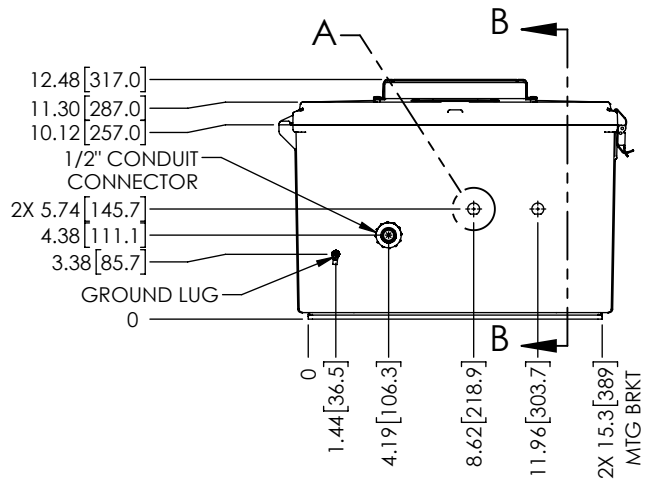 A
B
12.48 [317.0]
11.30 [287.0]
10.12 [257.0]
1/2" CONDUIT
CONNECTOR
2X 5.74 [145.7]
4.38 [111.1]
3.38 [85.7]
GROUND LUG
0
B
0
1.44 [36.5]
4.19 [106.3]
8.62 [218.9]
11.96 [303.7]
2X 15.3 [389]
MTG BRKT